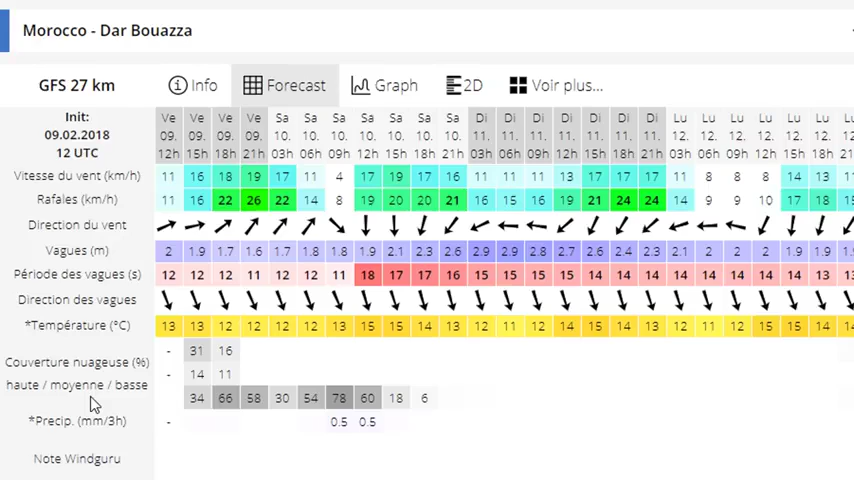 Morocco - Dar Bouazza
GFS 27 km Info Forecast Graph 2D Voir plus...
Init: Ve Ve Ve Ve Sa Sa Sa Sa Sa Sa Sa Di Di Di Di Di Di Di Lu Lu Lu Lu Lu Lu
09.02.2018 09. 09. 09. 09. 10. 10. 10. 10. 10. 10. 10. 11. 11. 11. 11. 11. 11. 11. 12. 12. 12. 12. 12. 12.
12 UTC 12h 15h 18h 21h 03h 06h 09h 12h 15h 18h 21h 03h 06h 09h 12h 15h 18h 21h 03h 06h 09h 12h 15h 18h
Vitesse du vent (km/h) 11 16 18 19 17 11 4 17 19 17 16 11 11 11 13 17 17 17 11 8 8 8 14 13
Rafales (km/h) 11 16 22 26 22 14 8 19 20 20 21 16 15 16 19 21 24 24 14 9 9 10 17 18
Direction du vent
Vagues (m) 2 1.9 1.7 1.6 1.7 1.8 1.8 1.9 2.1 2.3 2.6 2.9 2.9 2.8 2.7 2.6 2.4 2.3 2.1 2 2 2 1.9 1.9
Période des vagues (s) 12 12 12 11 12 12 11 18 17 17 16 15 15 15 15 14 14 14 14 14 14 14 14 13
Direction des vagues
*Température (°C) 13 13 12 12 12 12 13 15 15 14 13 12 11 12 14 15 14 13 12 11 12 15 15 14
Couverture nuageuse (%) - 31 16
haute / moyenne / basse - 14 11
34 66 58 30 54 78 60 18 6
*Precip. (mm/3h) - 0.5 0.5
Note Windguru